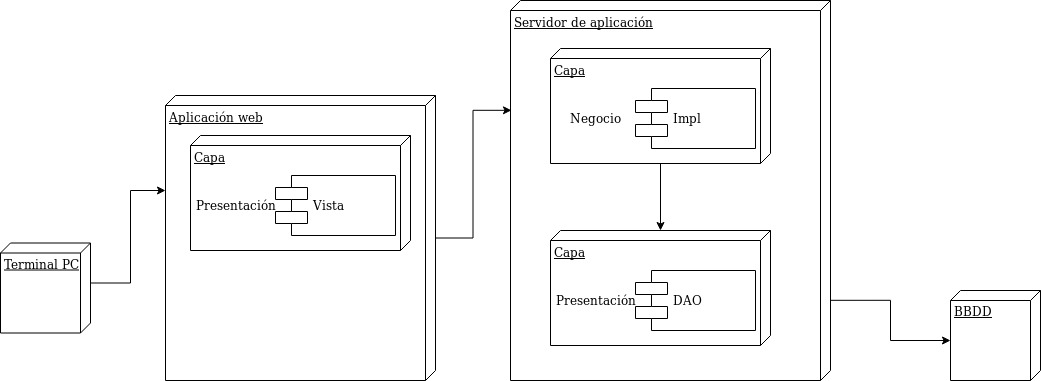 Terminal PC
Aplicación web
Capa
Presentación
Vista
Servidor de aplicación
Capa
Negocio
Impl
Capa
Presentación
DAO
BBDD